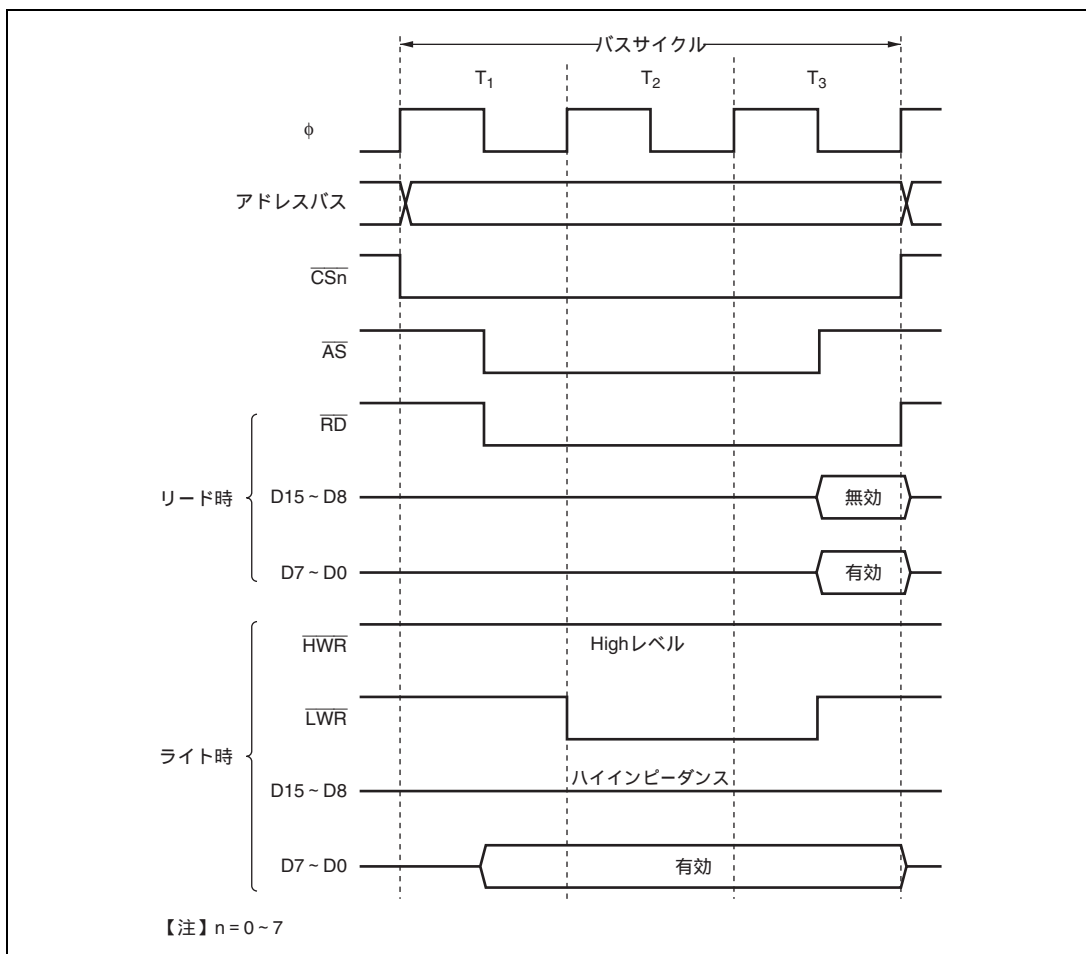 バスサイクル
T1 T2 T3
φ
アドレスバス
CSn
AS
RD
リード時
D15~D8
無効
D7~D0
有効
HWR
Highレベル
LWR
ライト時
D15~D8
ハイインピーダンス
D7~D0
有効
【注】n = 0~7